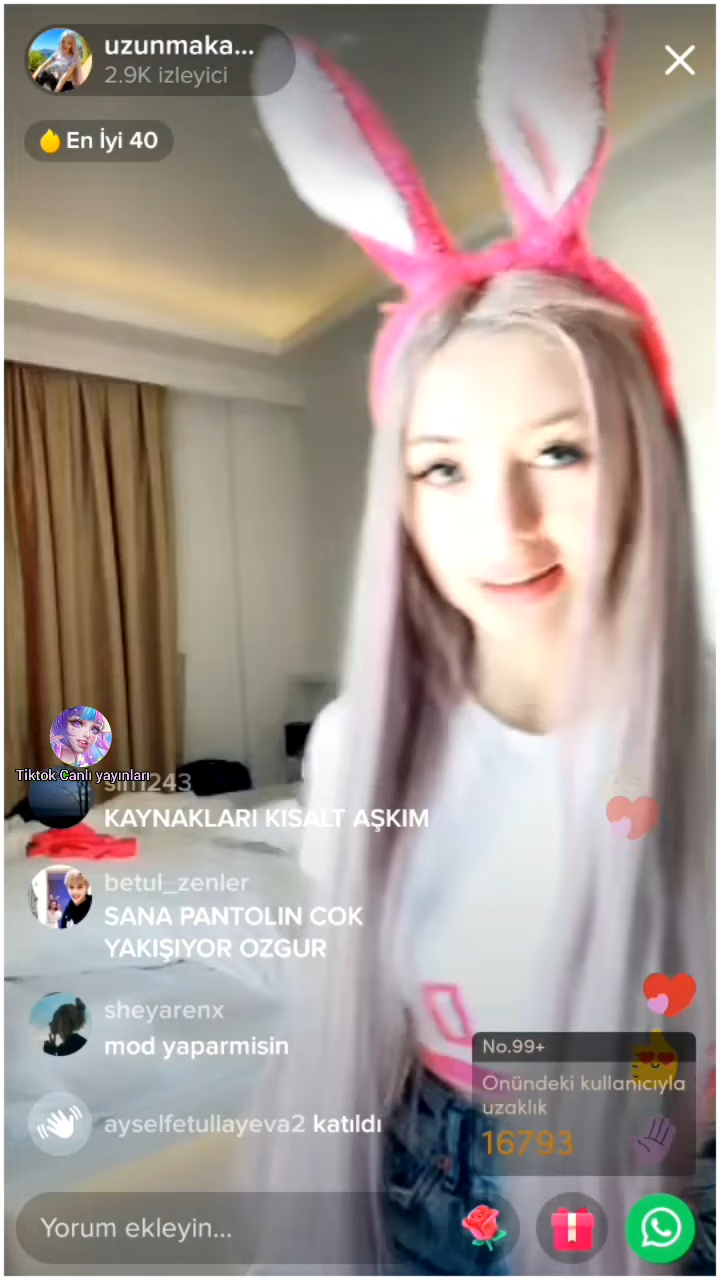 uzunmaka...
2.9K izleyici
En İyi 40
Tiktok Canlı yayınları
sim243
KAYNAKLARI KISALT AŞKIM
betul_zenler
SANA PANTOLIN COK
YAKIŞIYOR OZGUR
sheyarenx
mod yaparmisin
ayselfetullayeva2 katıldı
No.99+
Önündeki kullanıcıyla
uzaklık
16793
Yorum ekleyin...